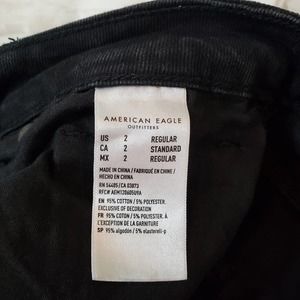 AMERICAN EAGLE
OUTFITTERS
US 2 REGULAR
CA 2 STANDARD
MX 2 REGULAR
MADE IN CHINA / FABRIQUÉ EN CHINE /
HECHO EN CHINA
RN 54485/CA 03873
RFC# AEM120605U9A
EN 95% COTTON / 5% POLYESTER,
EXCLUSIVE OF DECORATION
FR 95% COTON / 5% POLYESTER, À
L'EXCEPTION DE LA GARNITURE
SP 95% algodón / 5% elasterell-p